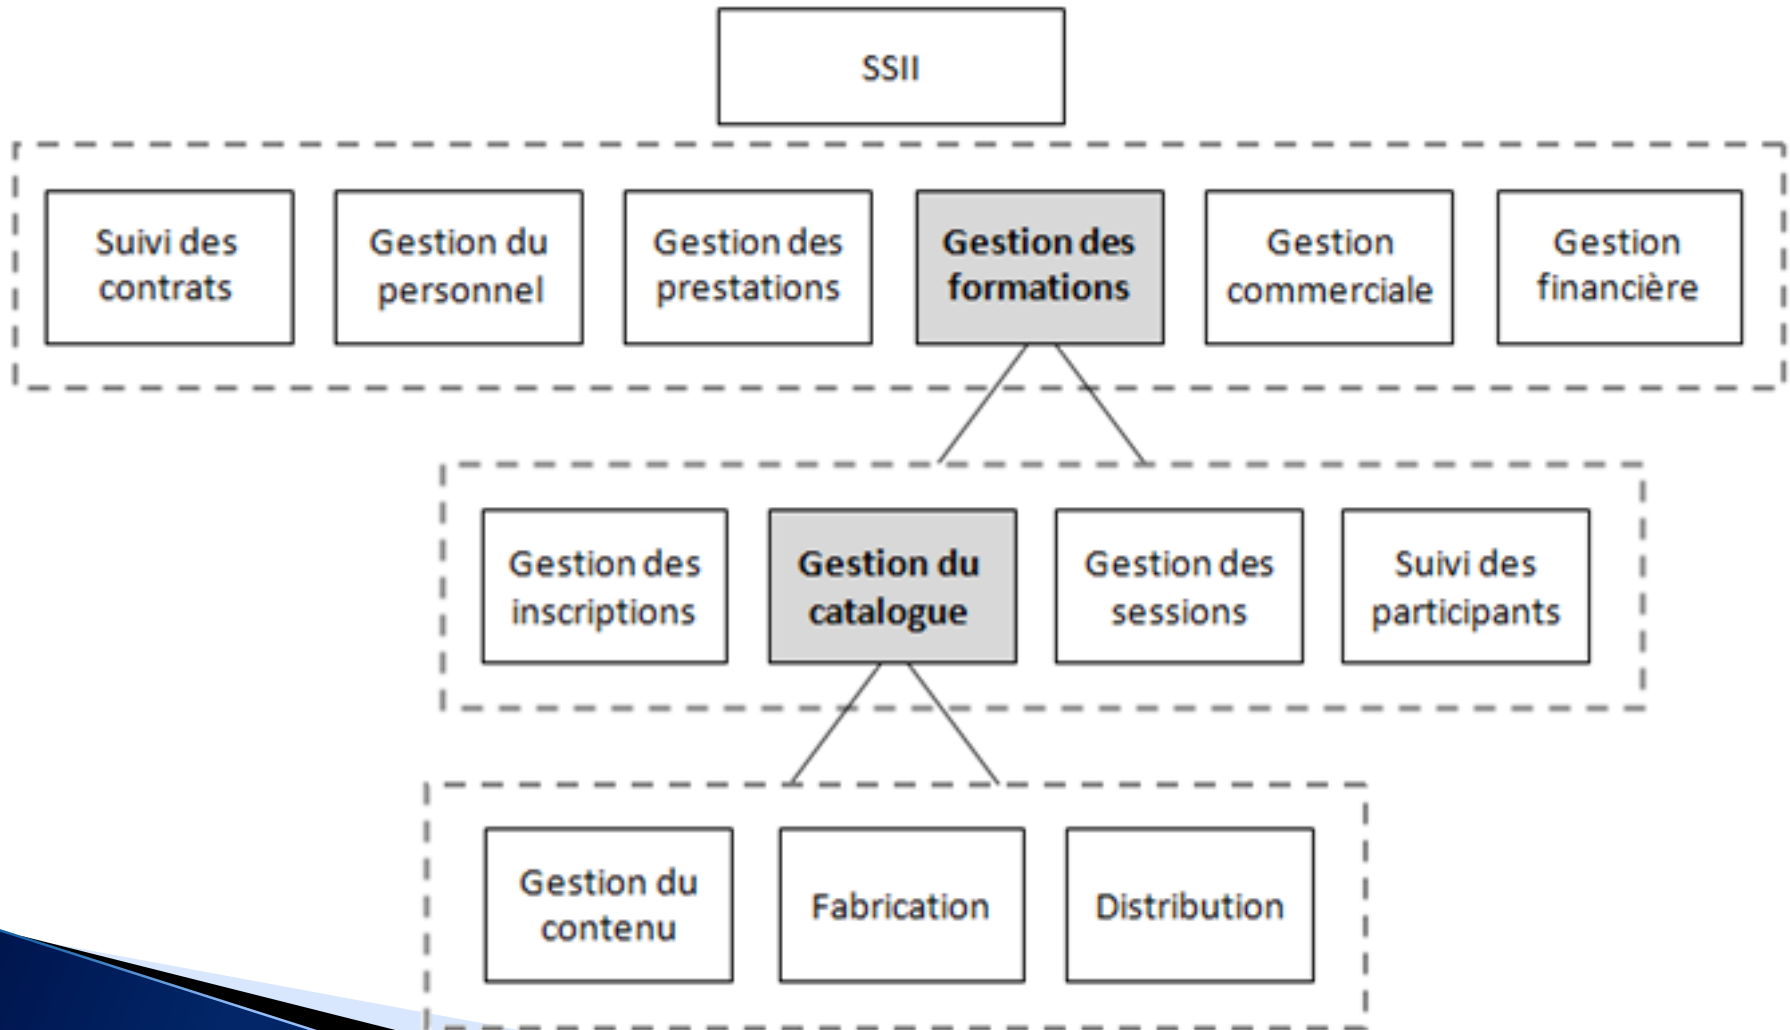 SSII
Suivi des
contrats
Gestion du
personnel
Gestion des
prestations
Gestion des
formations
Gestion
commerciale
Gestion
financière
Gestion des
inscriptions
Gestion du
catalogue
Gestion des
sessions
Suivi des
participants
Gestion du
contenu
Fabrication
Distribution